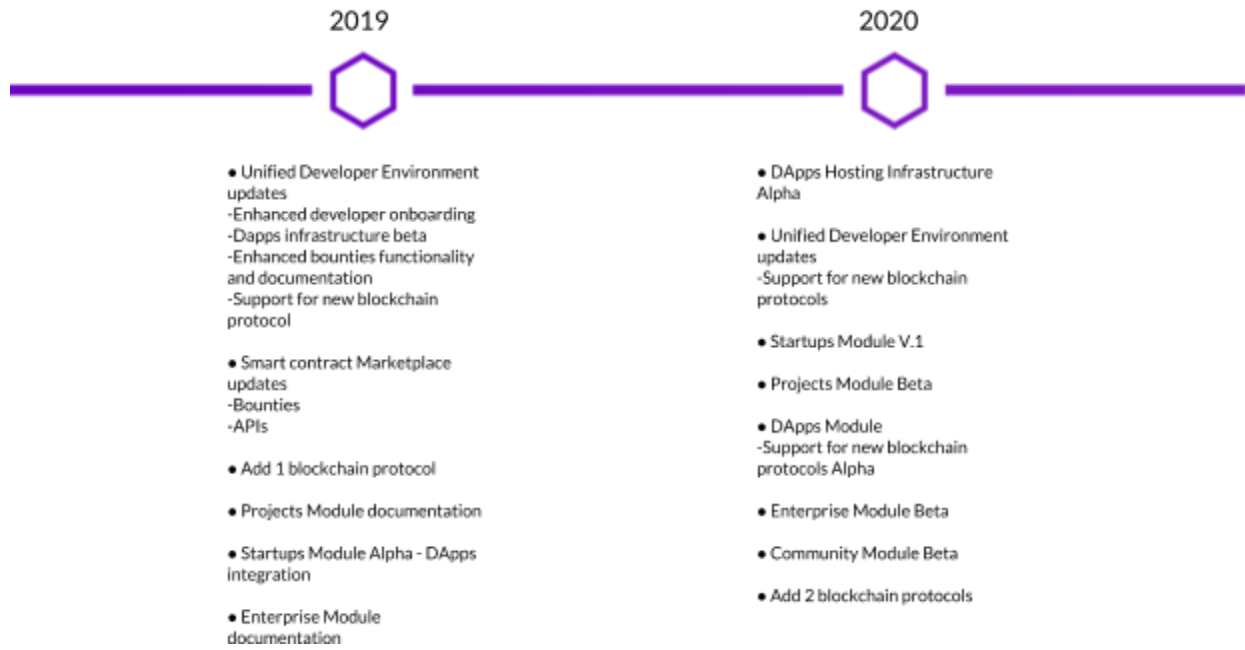 2019
● Unified Developer Environment
updates
-Enhanced developer onboarding
-Dapps infrastructure beta
-Enhanced bounties functionality
and documentation
-Support for new blockchain
protocol
● Smart contract Marketplace
updates
-Bounties
-APIs
● Add 1 blockchain protocol
● Projects Module documentation
● Startups Module Alpha - DApps
integration
● Enterprise Module
documentation
2020
● DApps Hosting Infrastructure
Alpha
● Unified Developer Environment
updates
-Support for new blockchain
protocols
● Startups Module V.1
● Projects Module Beta
● DApps Module
-Support for new blockchain
protocols Alpha
● Enterprise Module Beta
● Community Module Beta
● Add 2 blockchain protocols